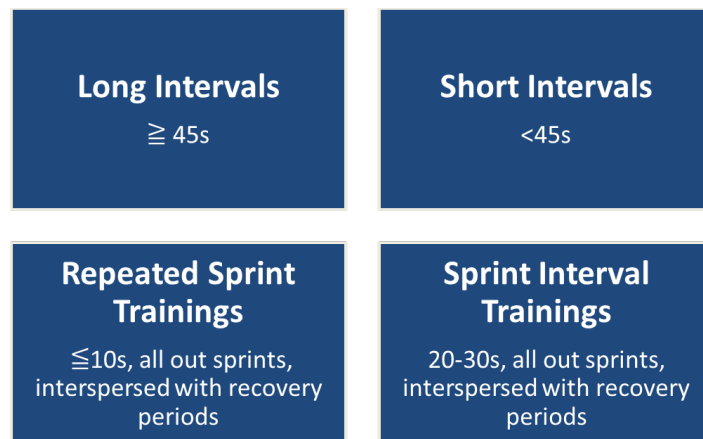 Long Intervals
≧ 45s
Short Intervals
<45s
Repeated Sprint
Trainings
≦10s, all out sprints,
interspersed with recovery
periods
Sprint Interval
Trainings
20-30s, all out sprints,
interspersed with recovery
periods